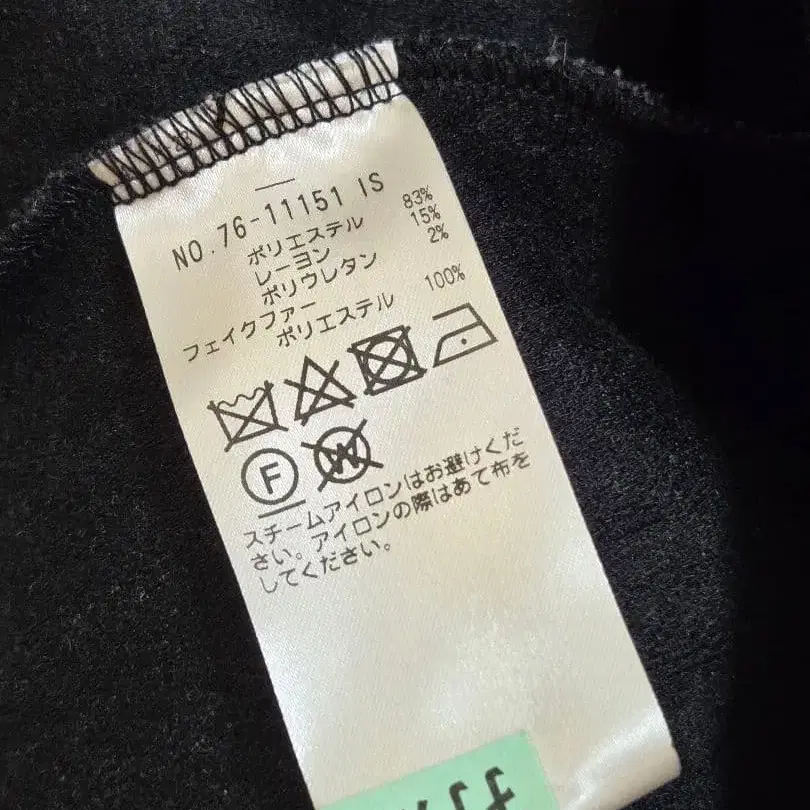 NO.76-11151 IS
ポリエステル 83%
レーヨン 15%
ポリウレタン 2%
フェイクファー
ポリエステル 100%
F W
スチームアイロンはお避けくだ
さい。アイロンの際はあて布を
してください。